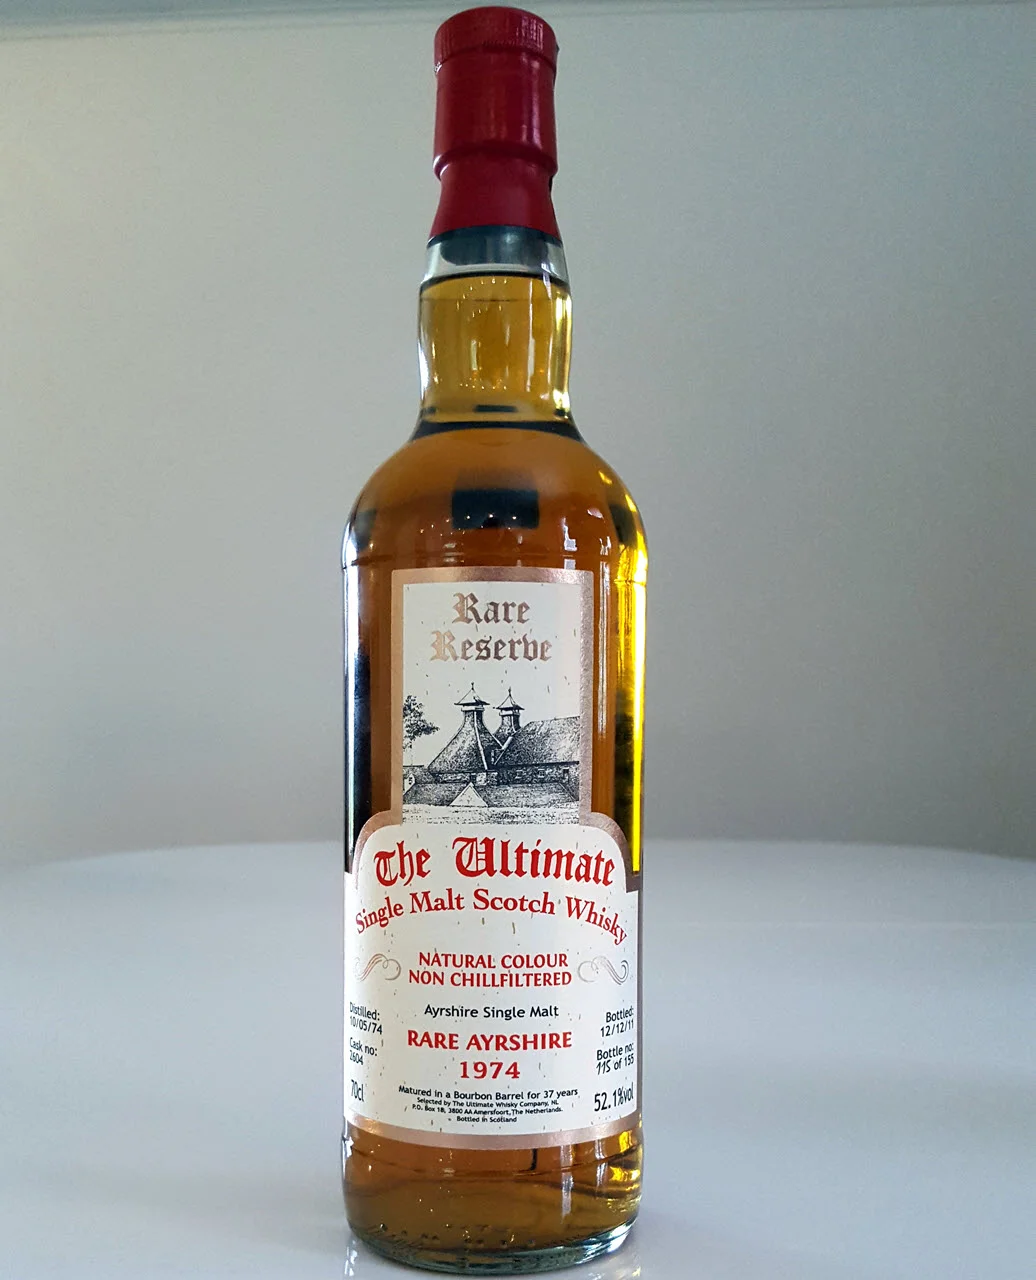 Rare
Reserve
The Ultimate
Single Malt Scotch Whisky
NATURAL COLOUR
NON CHILLFILTERED
Distilled:
10/05/74
Cask no:
2604
70cl
Ayrshire Single Malt
RARE AYRSHIRE
1974
Matured in a Bourbon Barrel for 37 years
Selected by The Ultimate Whisky Company, NL
P.O. Box 18, 3800 AA Amersfoort, The Netherlands.
Bottled in Scotland
Bottled:
12/12/11
Bottle no:
115 of 155
52.1%vol